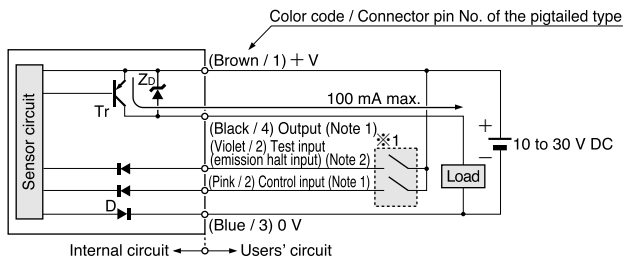 Color code / Connector pin No. of the pigtailed type
(Brown / 1) + V
ZD
Tr
100 mA max.
Sensor circuit
(Black / 4) Output (Note 1)
※1
(Violet / 2) Test input
(emission halt input) (Note 2)
+
10 to 30 V DC
−
(Pink / 2) Control input (Note 1)
Load
D
(Blue / 3) 0 V
Internal circuit
Users' circuit